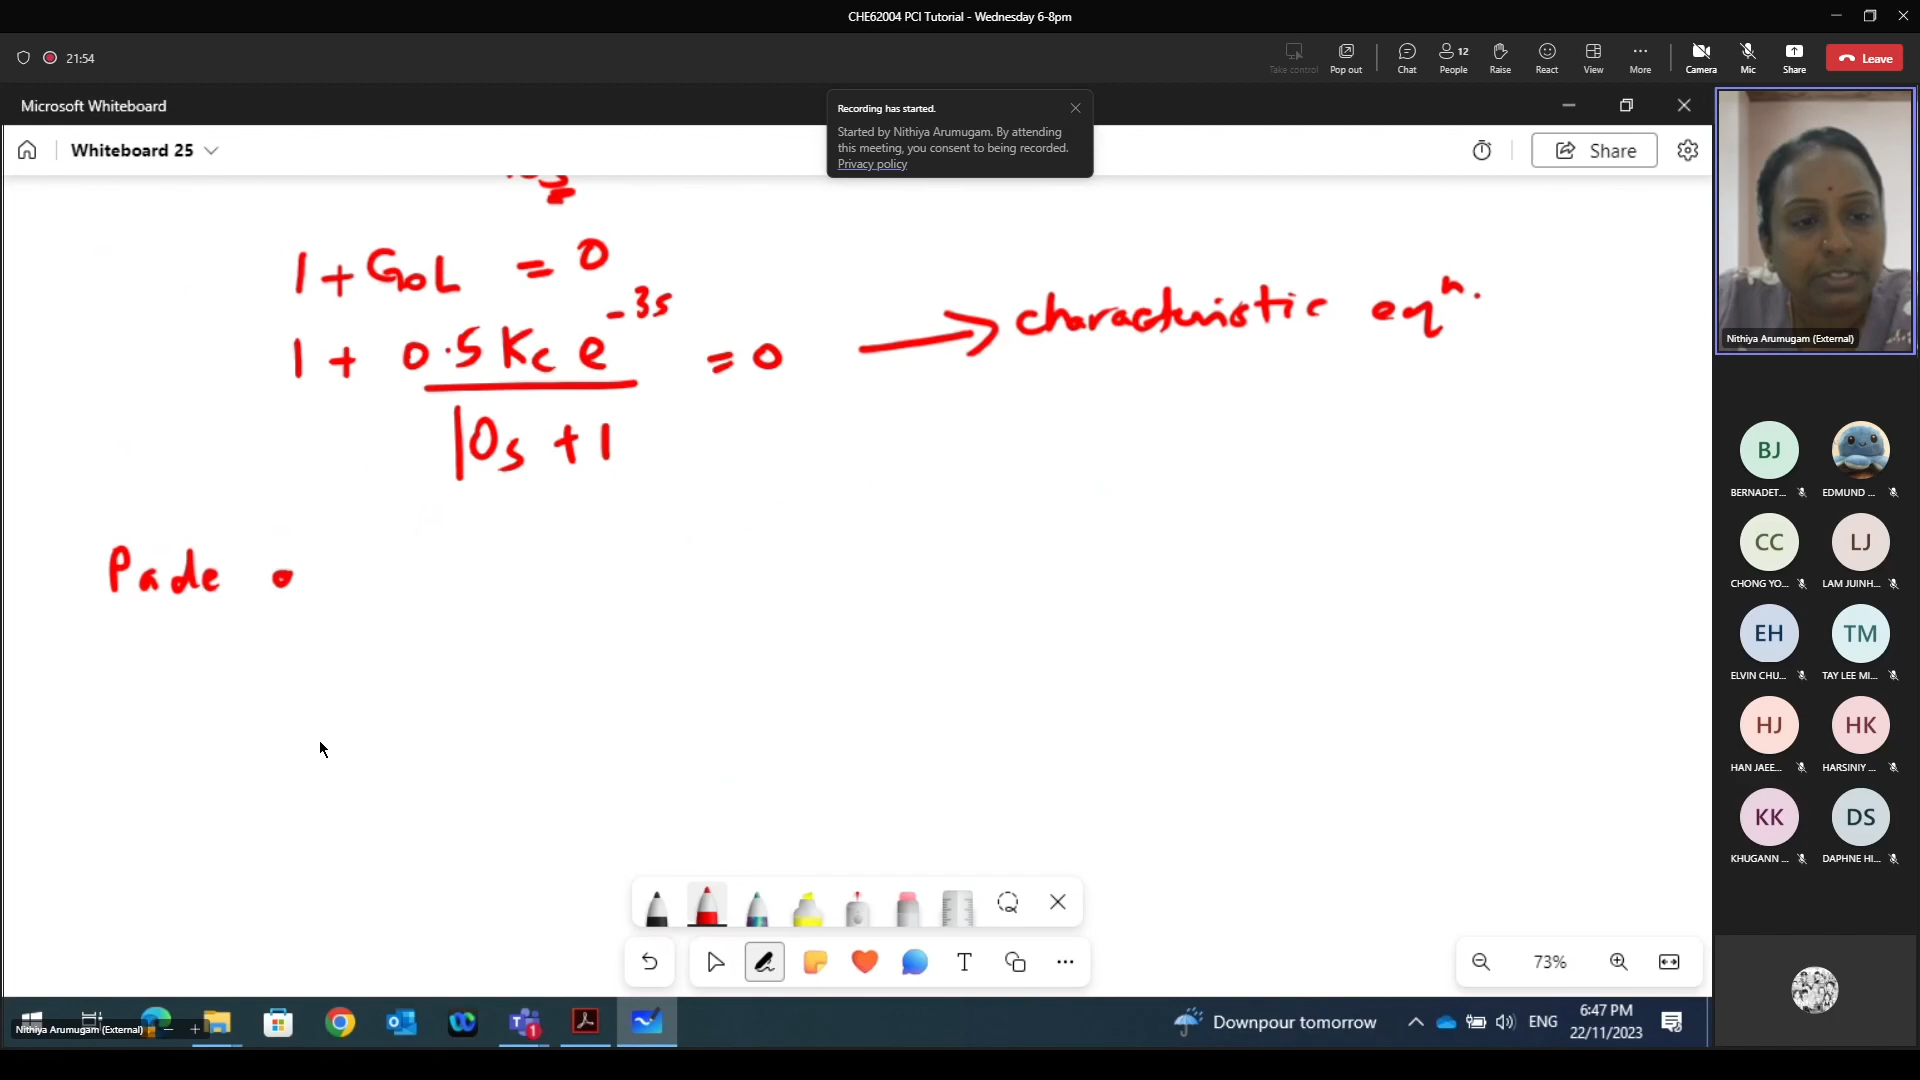 CHE62004 PCI Tutorial - Wednesday 6-8pm
21:54
Take control
Pop out
Chat
People
12
Raise
React
View
More
Camera
Mic
Share
Leave
Microsoft Whiteboard
Recording has started.
Started by Nithiya Arumugam. By attending
this meeting, you consent to being recorded.
Privacy policy
Whiteboard 25
Share
1 + GOL = 0
1 + 0.5 Kc e^-3s = 0 → characteristic eqⁿ.
10s + 1
Pade
Nithiya Arumugam (External)
BJ
BERNADET...
EDMUND ...
CC
CHONG YO...
LJ
LAM JUINH...
EH
ELVIN CHU...
TM
TAY LEE MI...
HJ
HAN JAEE...
HK
HARSINIY ...
KK
KHUGANN ...
DS
DAPHNE HI...
T
73%
Nithiya Arumugam (External)
1
Downpour tomorrow
ENG
6:47 PM
22/11/2023